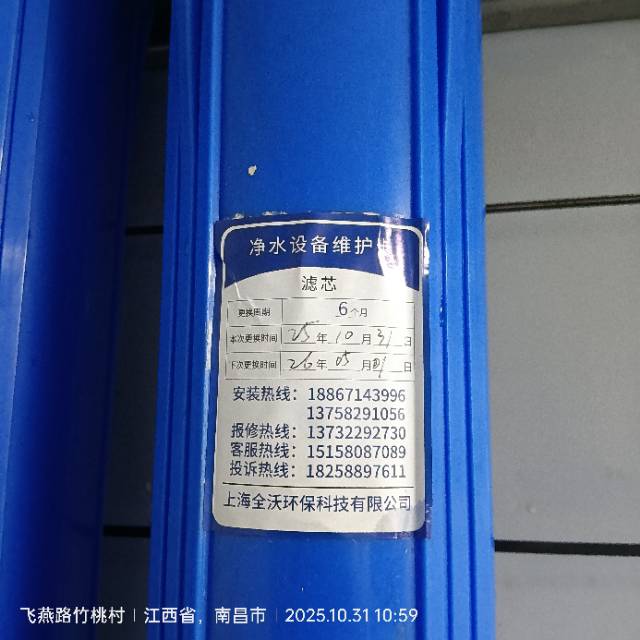 净水设备维护
滤芯
更换周期 6个月
本次更换时间 25年10月31日
下次更换时间 26年05月01日
安装热线：18867143996
13758291056
报修热线：13732292730
客服热线：15158087089
投诉热线：18258897611
上海全沃环保科技有限公司
飞燕路竹桃村 | 江西省，南昌市 | 2025.10.31 10:59